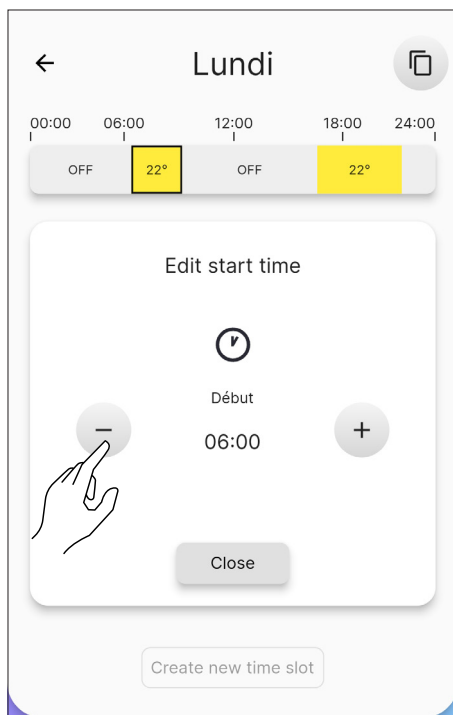 Lundi
00:00 06:00 12:00 18:00 24:00
OFF 22° OFF 22°
Edit start time
Début
− 06:00 +
Close
Create new time slot